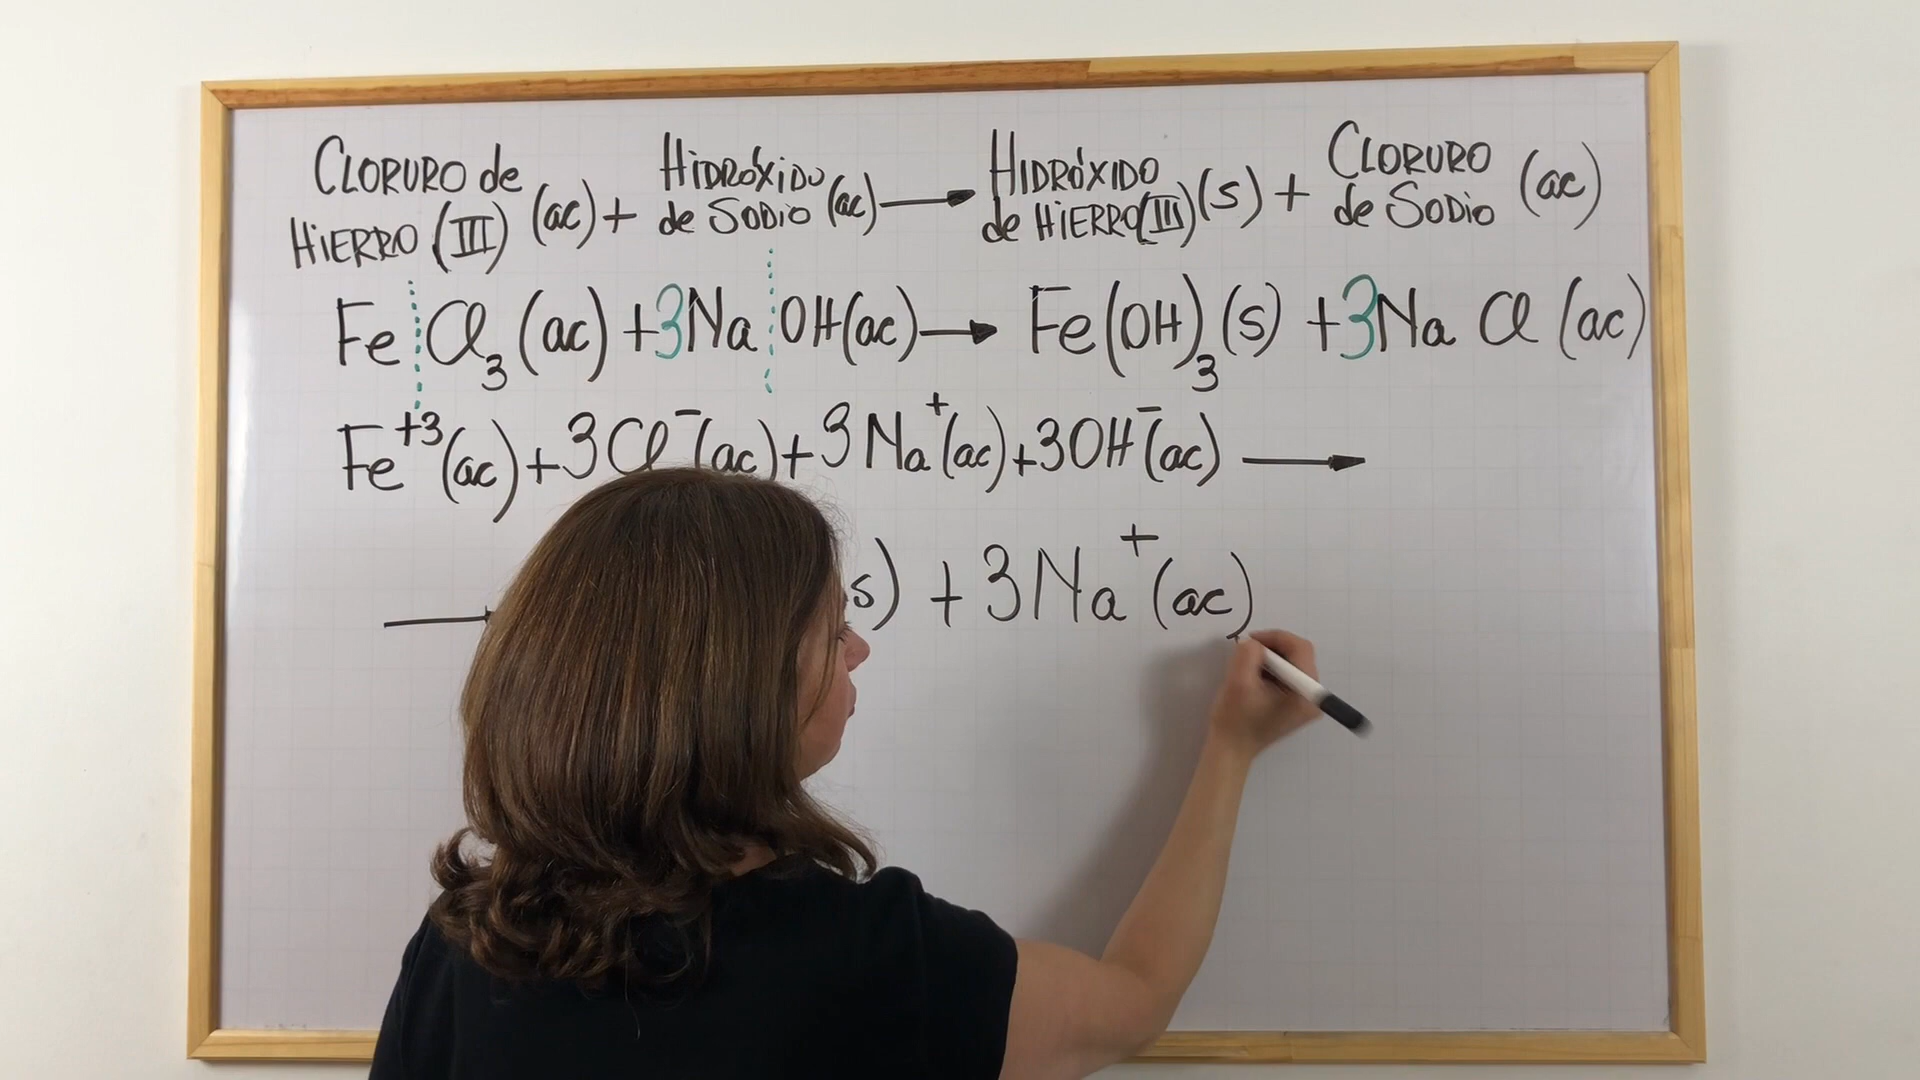 CLORURO de HIERRO (III) (ac) + HIDRÓXIDO de SODIO (ac) → HIDRÓXIDO de HIERRO (III) (s) + CLORURO de SODIO (ac)
Fe Cl₃ (ac) + 3Na OH (ac) → Fe(OH)₃ (s) + 3Na Cl (ac)
Fe⁺³ (ac) + 3Cl⁻ (ac) + 3Na⁺ (ac) + 3OH⁻ (ac) →
s) + 3Na⁺ (ac)